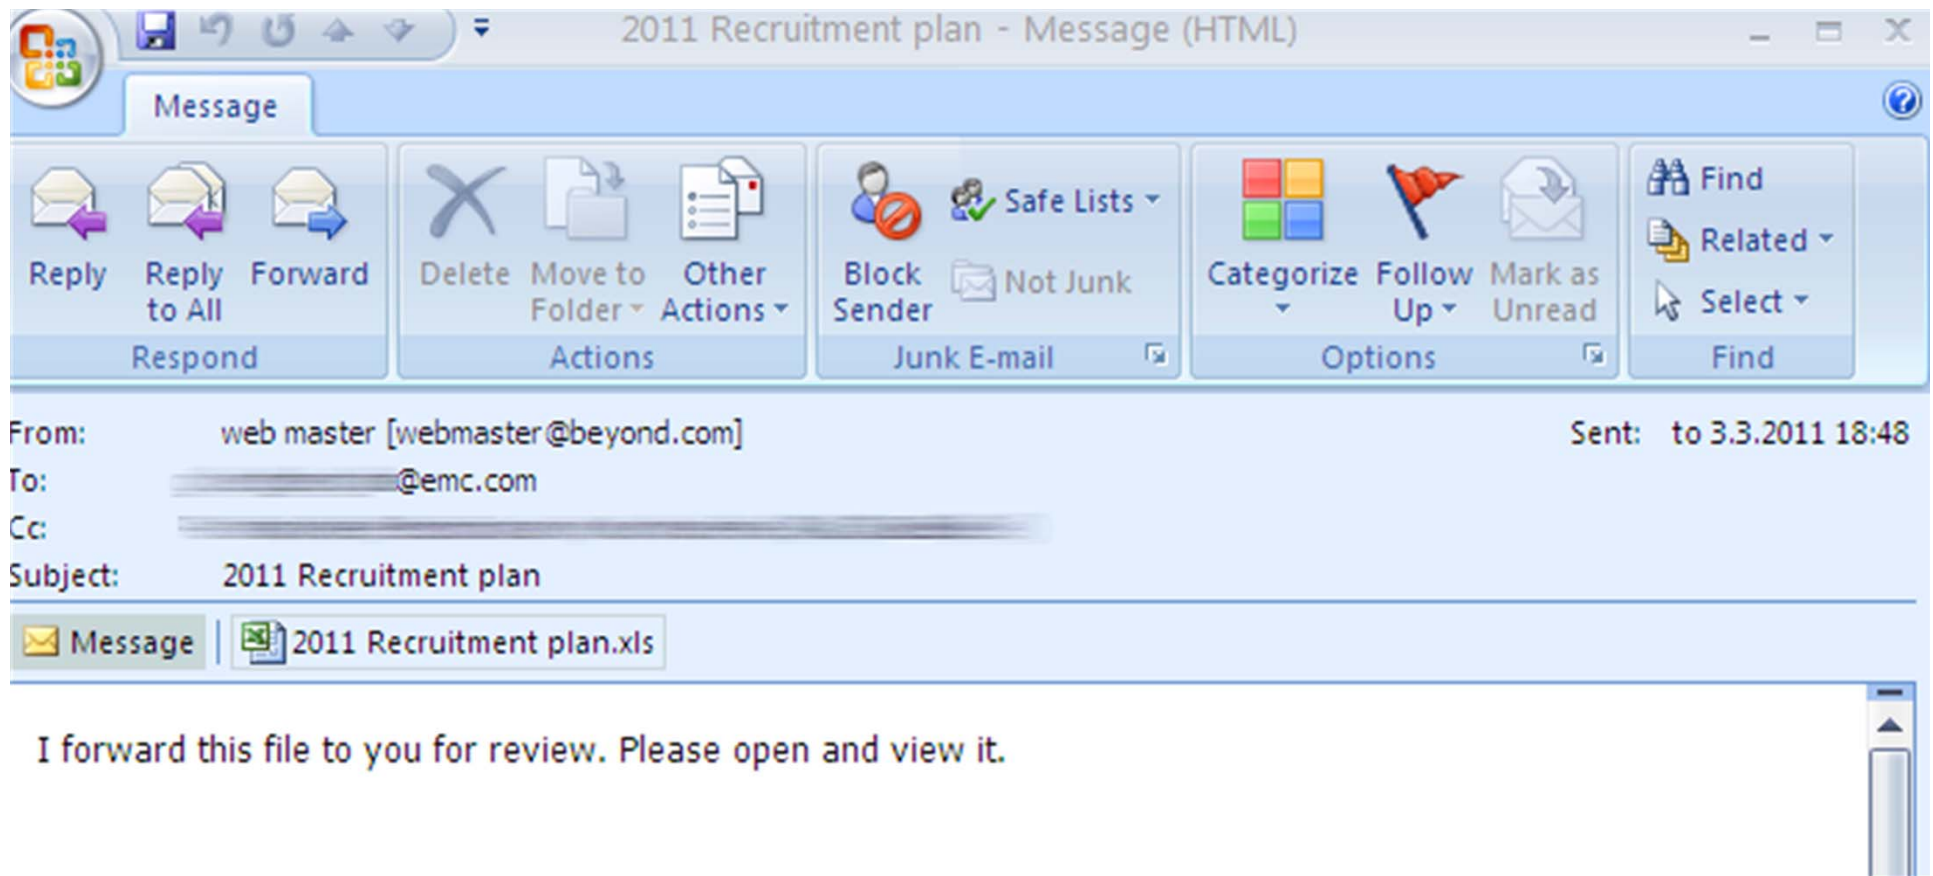 2011 Recruitment plan - Message (HTML)
Message
Reply
Reply to All
Forward
Respond
Delete
Move to Folder
Other Actions
Actions
Block Sender
Safe Lists
Not Junk
Junk E-mail
Categorize
Follow Up
Mark as Unread
Options
Find
Related
Select
Find
From: web master [webmaster@beyond.com] Sent: to 3.3.2011 18:48
To: @emc.com
Cc:
Subject: 2011 Recruitment plan
Message 2011 Recruitment plan.xls
I forward this file to you for review. Please open and view it.